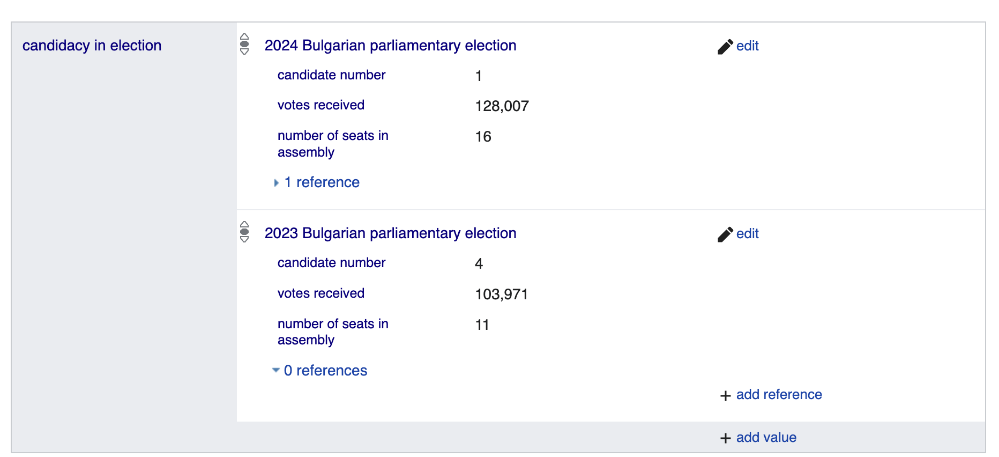 candidacy in election
2024 Bulgarian parliamentary election
edit
candidate number
1
votes received
128,007
number of seats in
assembly
16
1 reference
2023 Bulgarian parliamentary election
edit
candidate number
4
votes received
103,971
number of seats in
assembly
11
0 references
+ add reference
+ add value